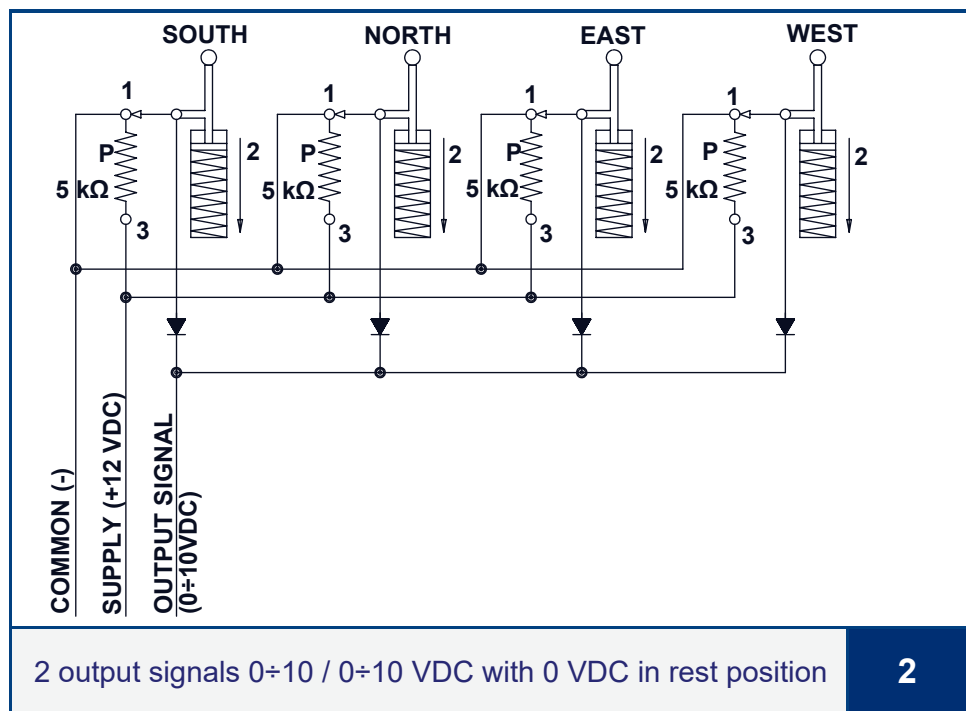 SOUTH NORTH EAST WEST
1 1 1 1
P 2 P 2 P 2 P 2
5 kΩ 5 kΩ 5 kΩ 5 kΩ
3 3 3 3
COMMON (-)
SUPPLY (+12 VDC)
OUTPUT SIGNAL
(0÷10VDC)
2 output signals 0÷10 / 0÷10 VDC with 0 VDC in rest position 2